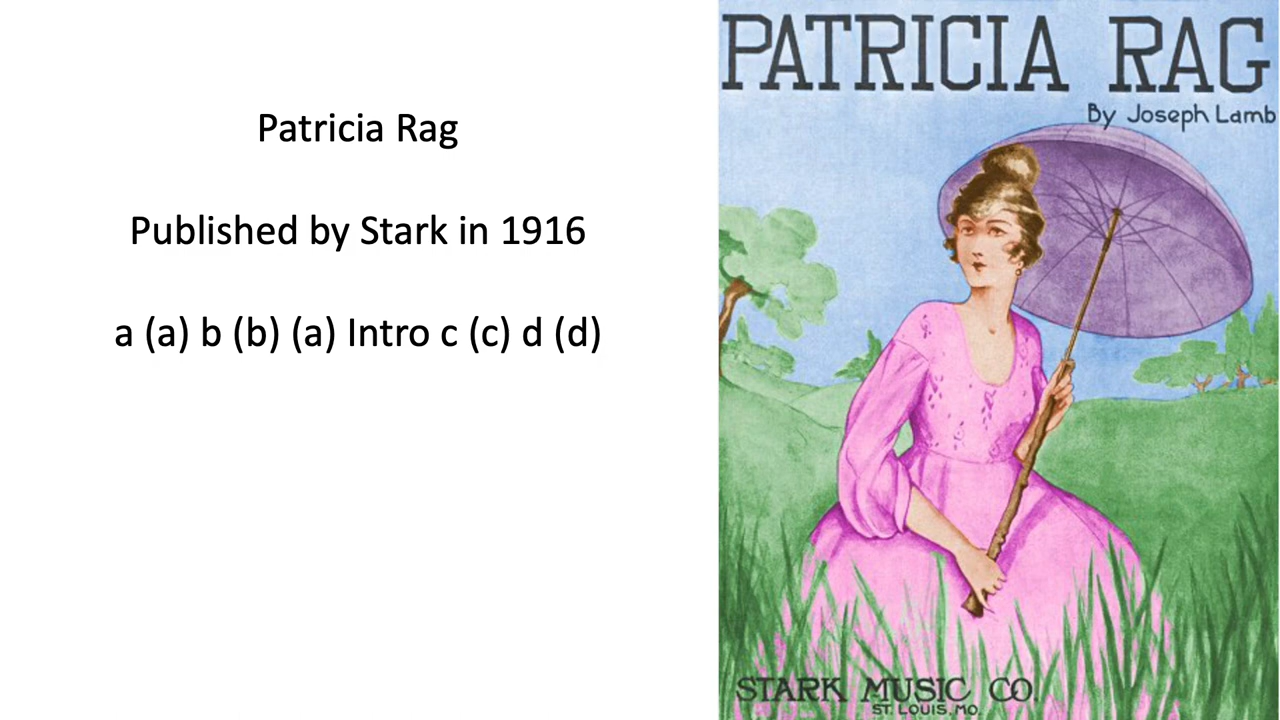 Patricia Rag
Published by Stark in 1916
a (a) b (b) (a) Intro c (c) d (d)
PATRICIA RAG
By Joseph Lamb
STARK MUSIC CO.
ST. LOUIS, MO.